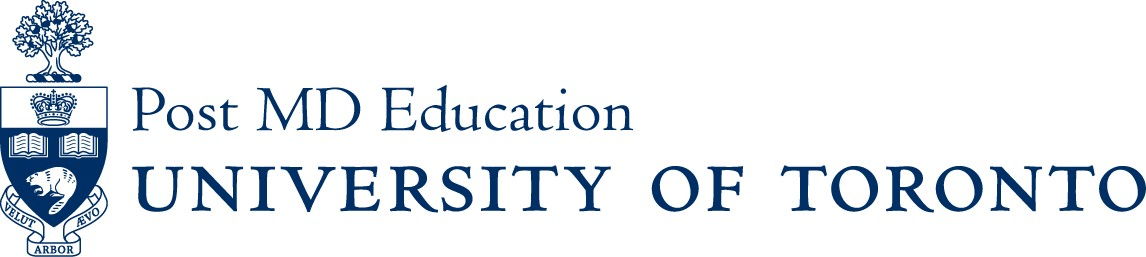 Post MD Education
UNIVERSITY OF TORONTO
VELUT ARBOR ÆVO